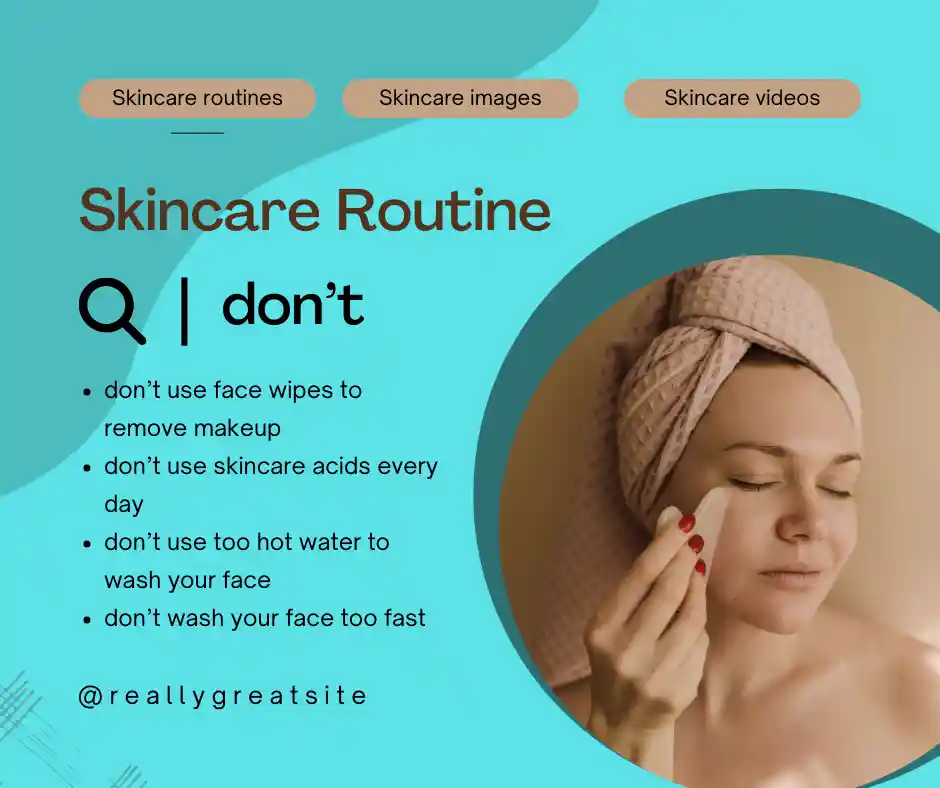 Skincare routines
Skincare images
Skincare videos
Skincare Routine
don’t
don’t use face wipes to
remove makeup
don’t use skincare acids every
day
don’t use too hot water to
wash your face
don’t wash your face too fast
@reallygreatsite